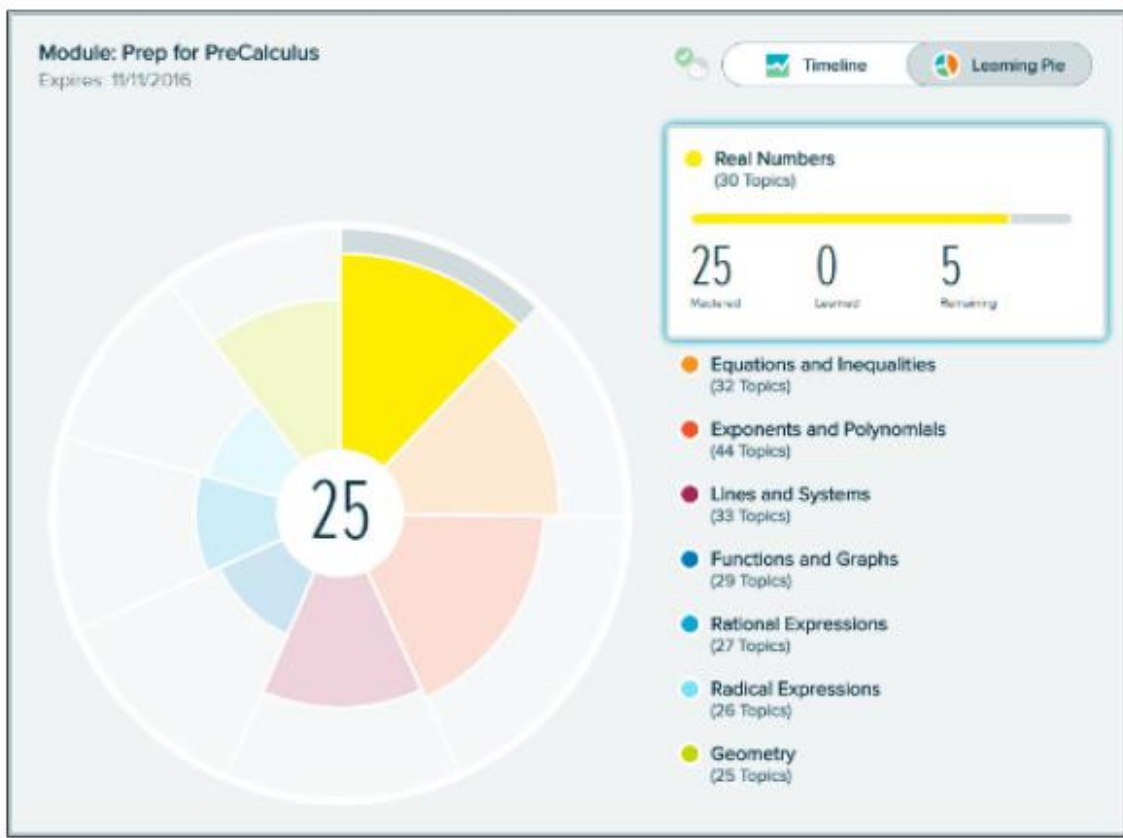 Module: Prep for PreCalculus
Expires: 11/11/2016
Timeline
Learning Pie
Real Numbers
(30 Topics)
25
0
5
Mastered
Learned
Remaining
Equations and Inequalities
(32 Topics)
Exponents and Polynomials
(44 Topics)
Lines and Systems
(33 Topics)
Functions and Graphs
(29 Topics)
Rational Expressions
(27 Topics)
Radical Expressions
(26 Topics)
Geometry
(25 Topics)
25